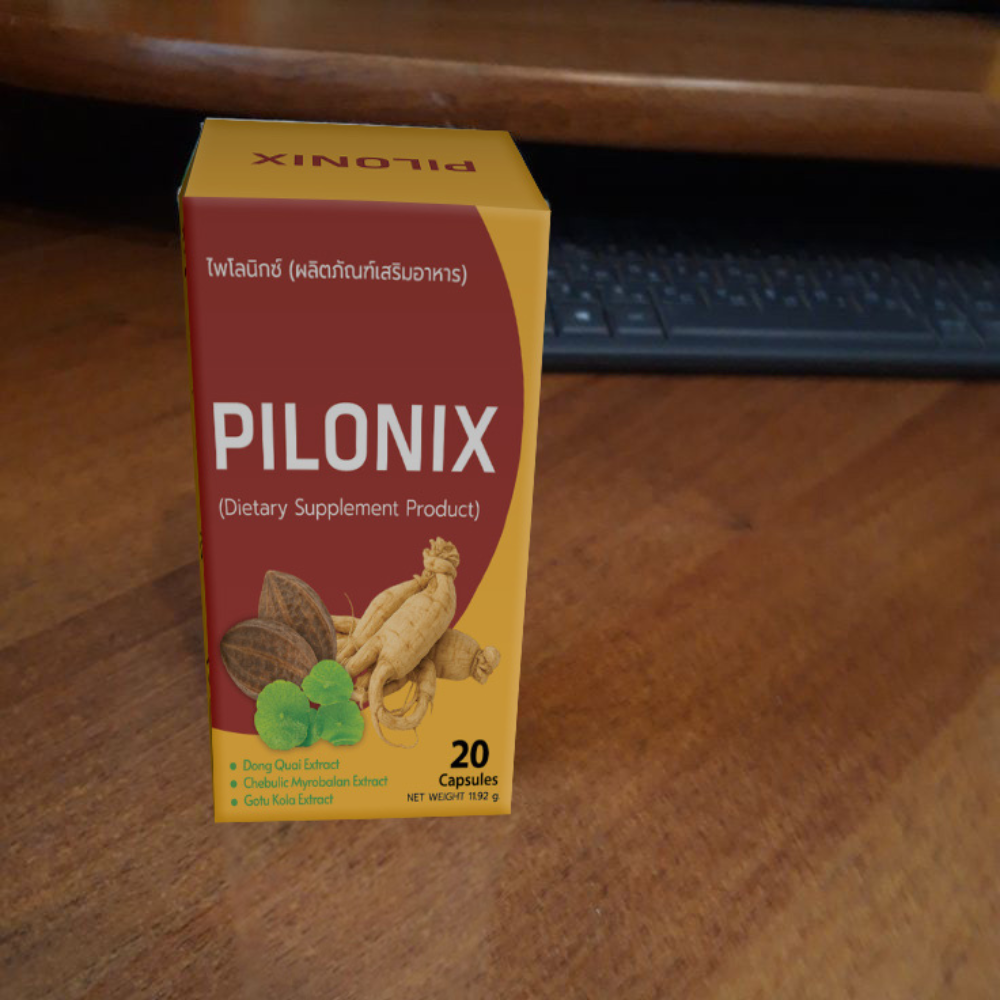 PILONIX
ไพโลนิกซ์ (ผลิตภัณฑ์เสริมอาหาร)
PILONIX
(Dietary Supplement Product)
• Dong Quai Extract
• Chebulic Myrobalan Extract
• Gotu Kola Extract
20
Capsules
NET WEIGHT 11.92 g.